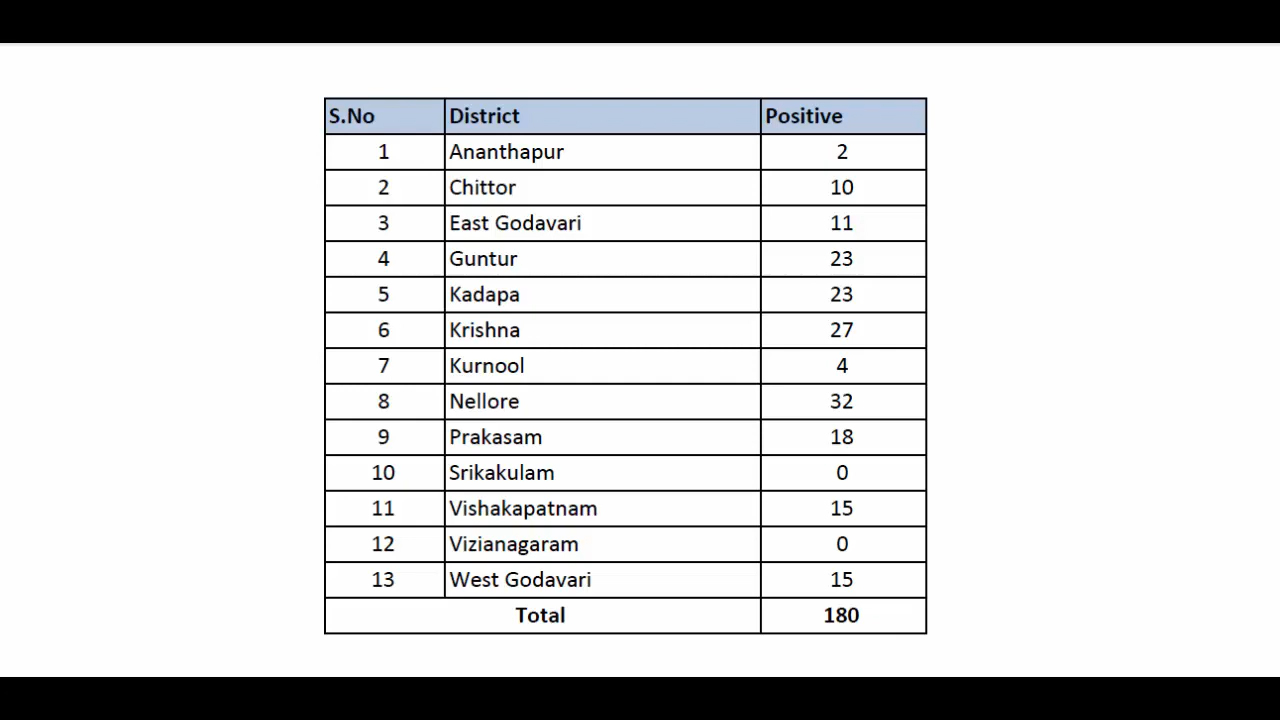 S.No District Positive
1 Ananthapur 2
2 Chittor 10
3 East Godavari 11
4 Guntur 23
5 Kadapa 23
6 Krishna 27
7 Kurnool 4
8 Nellore 32
9 Prakasam 18
10 Srikakulam 0
11 Vishakapatnam 15
12 Vizianagaram 0
13 West Godavari 15
Total 180